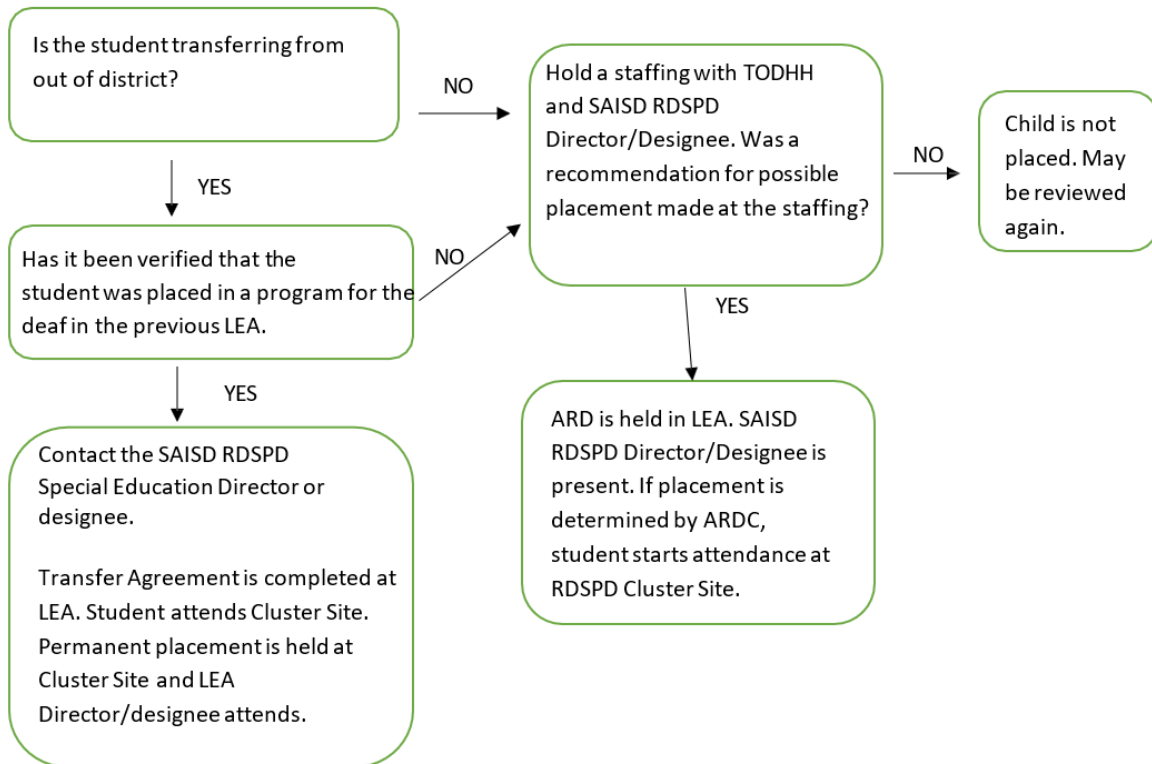 Is the student transferring from
out of district?
NO
Hold a staffing with TODHH
and SAISD RDSPD
Director/Designee. Was a
recommendation for possible
placement made at the staffing?
NO
Child is not
placed. May
be reviewed
again.
YES
Has it been verified that the
student was placed in a program for the
deaf in the previous LEA.
NO
YES
YES
Contact the SAISD RDSPD
Special Education Director or
designee.
Transfer Agreement is completed at
LEA. Student attends Cluster Site.
Permanent placement is held at
Cluster Site and LEA
Director/designee attends.
ARD is held in LEA. SAISD
RDSPD Director/Designee is
present. If placement is
determined by ARDC,
student starts attendance at
RDSPD Cluster Site.